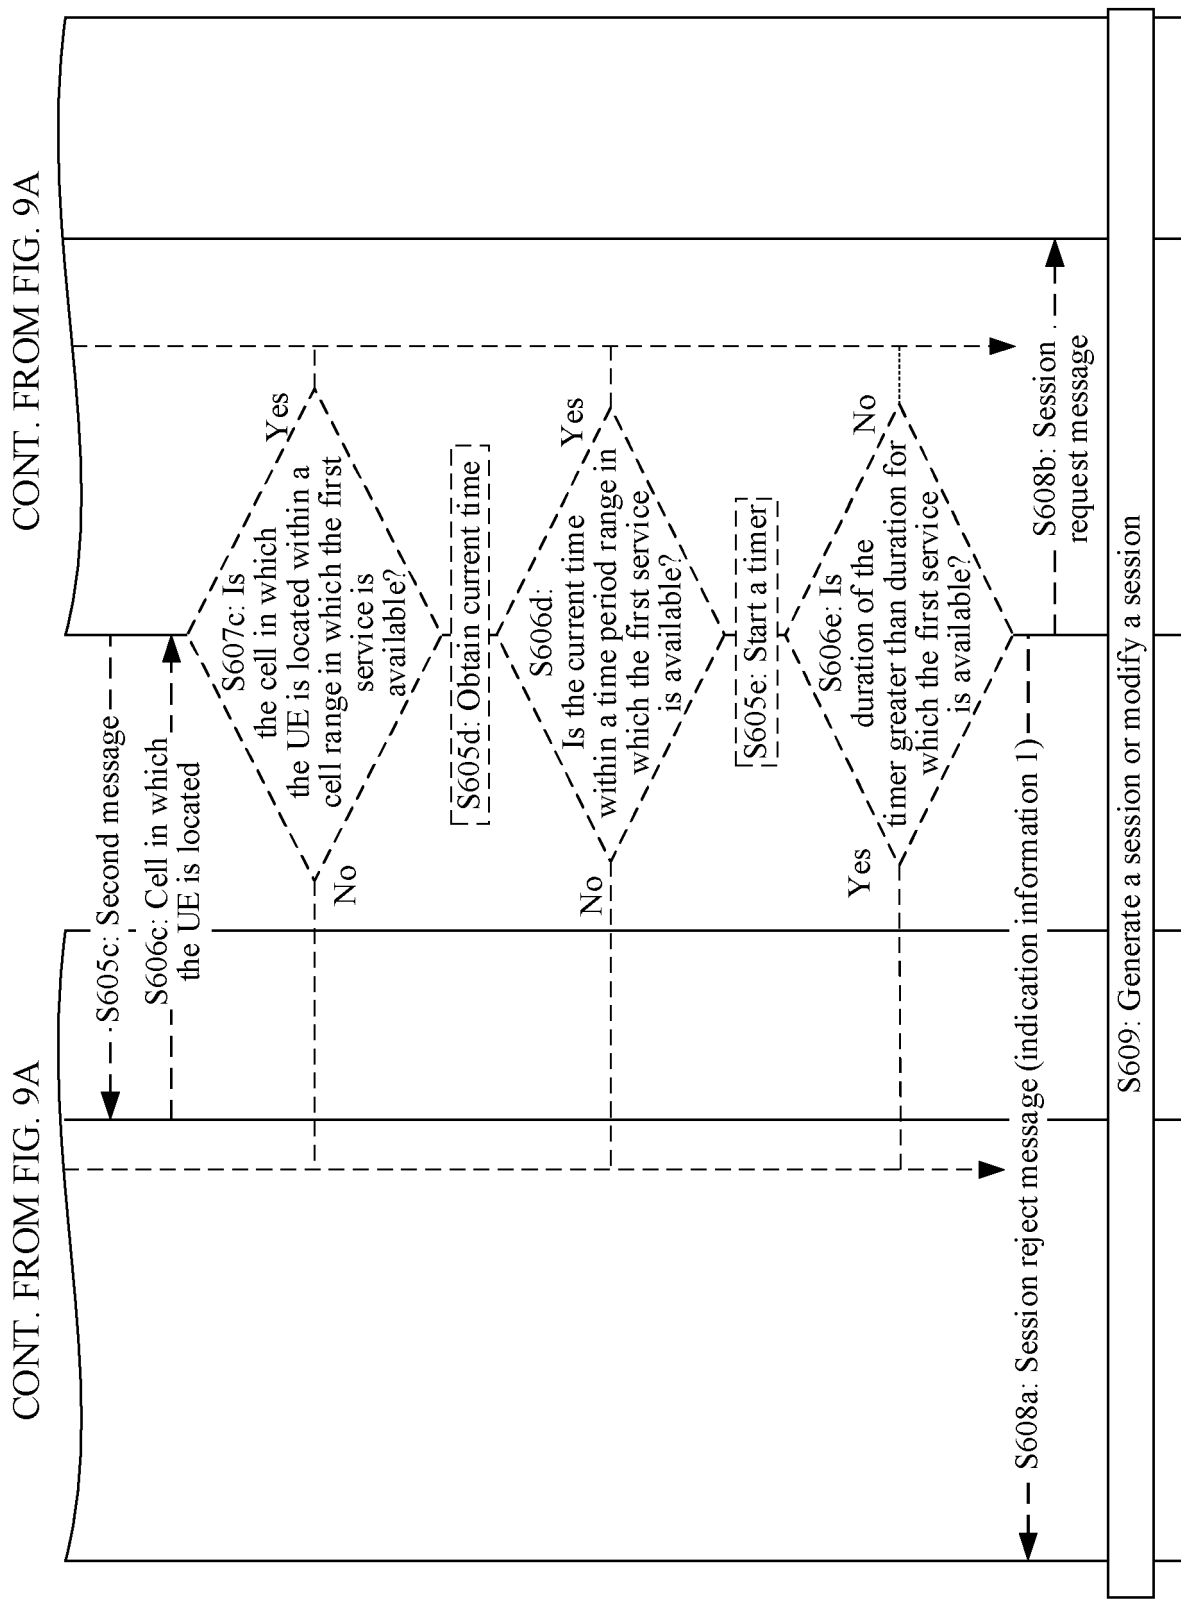 CONT. FROM FIG. 9A
CONT. FROM FIG. 9A
S605c: Second message
S606c: Cell in which
the UE is located
S607c: Is
the cell in which
the UE is located within a
cell range in which the first
service is
available?
No
Yes
S605d: Obtain current time
S606d:
Is the current time
within a time period range in
which the first service
is available?
No
Yes
S605e: Start a timer
S606e: Is
duration of the
timer greater than duration for
which the first service
is available?
Yes
No
S608a: Session reject message (indication information 1)
S608b: Session
request message
S609: Generate a session or modify a session